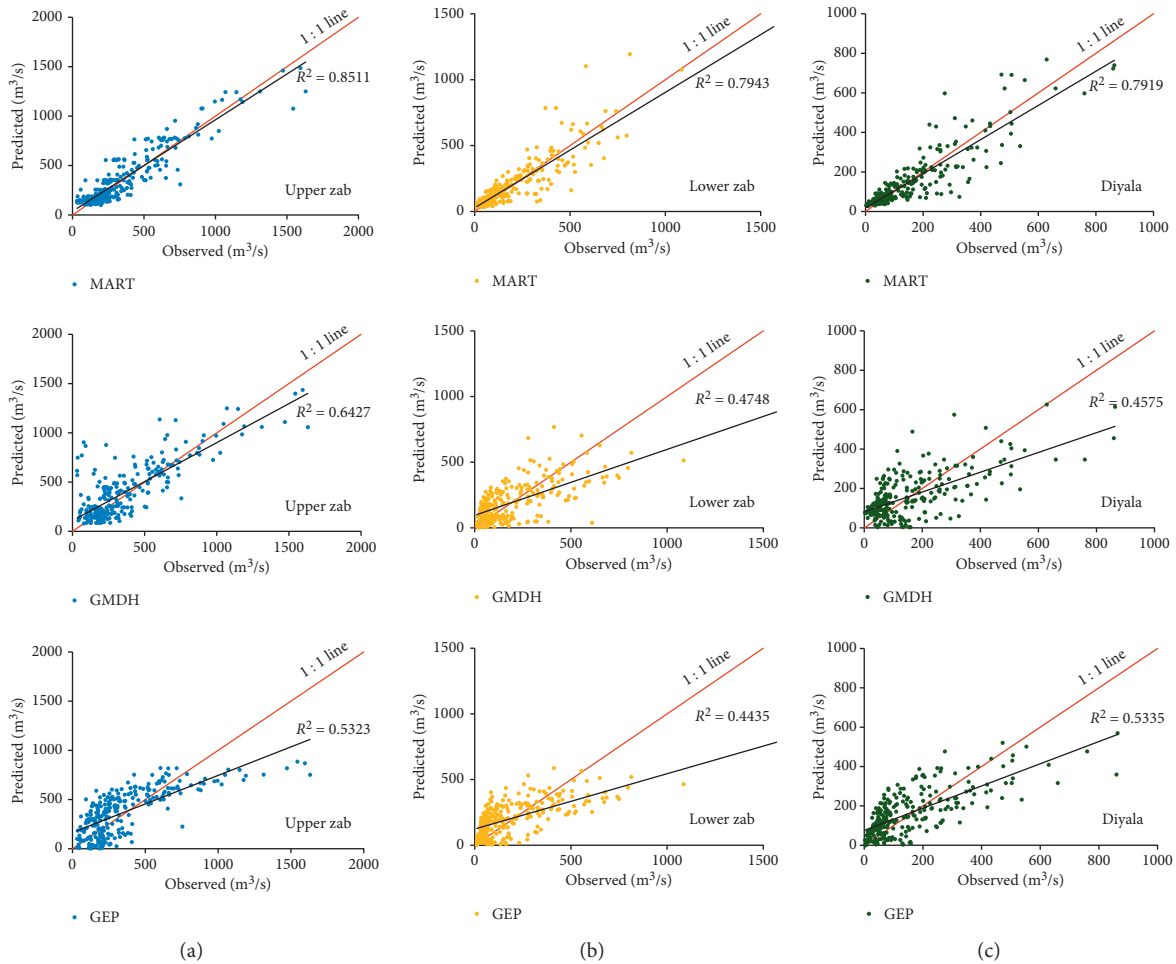 2000
1500
1000
500
0
Predicted (m³/s)
1 : 1 line
R² = 0.8511
Upper zab
0 500 1000 1500 2000
Observed (m³/s)
MART
1500
1000
500
0
Predicted (m³/s)
1 : 1 line
R² = 0.7943
Lower zab
0 500 1000 1500
Observed (m³/s)
MART
1000
800
600
400
200
0
Predicted (m³/s)
1 : 1 line
R² = 0.7919
Diyala
0 200 400 600 800 1000
Observed (m³/s)
MART
2000
1500
1000
500
0
Predicted (m³/s)
1 : 1 line
R² = 0.6427
Upper zab
0 500 1000 1500 2000
Observed (m³/s)
GMDH
1500
1000
500
0
Predicted (m³/s)
1 : 1 line
R² = 0.4748
Lower zab
0 500 1000 1500
Observed (m³/s)
GMDH
1000
800
600
400
200
0
Predicted (m³/s)
1 : 1 line
R² = 0.4575
Diyala
0 200 400 600 800 1000
Observed (m³/s)
GMDH
2000
1500
1000
500
0
Predicted (m³/s)
1 : 1 line
R² = 0.5323
Upper zab
0 500 1000 1500 2000
Observed (m³/s)
GEP
1500
1000
500
0
Predicted (m³/s)
1 : 1 line
R² = 0.4435
Lower zab
0 500 1000 1500
Observed (m³/s)
GEP
1000
800
600
400
200
0
Predicted (m³/s)
1 : 1 line
R² = 0.5335
Diyala
0 200 400 600 800 1000
Observed (m³/s)
GEP
(a)
(b)
(c)